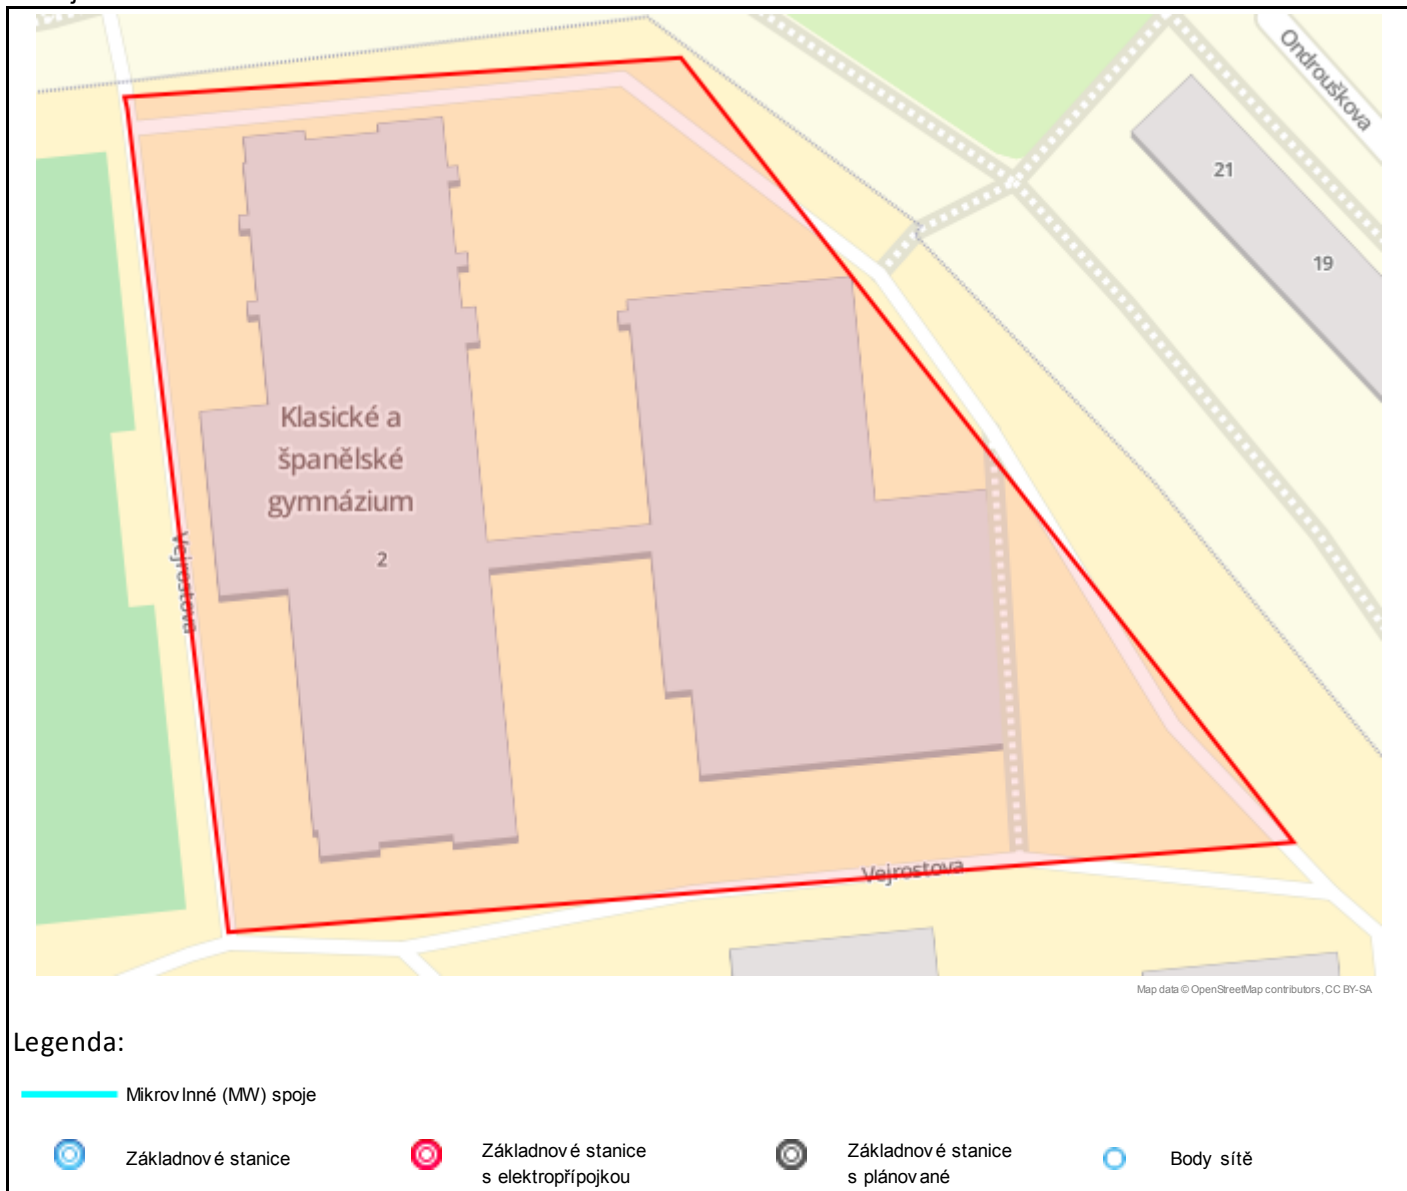 Ondrouškova
21
19
Klasické a
španělské
gymnázium
2
Vejrostova
Vejrostova
Map data © OpenStreetMap contributors, CC BY-SA
Legenda:
Mikrovlnné (MW) spoje
Základnové stanice
Základnové stanice
s elektropřípojkou
Základnové stanice
s plánované
Body sítě